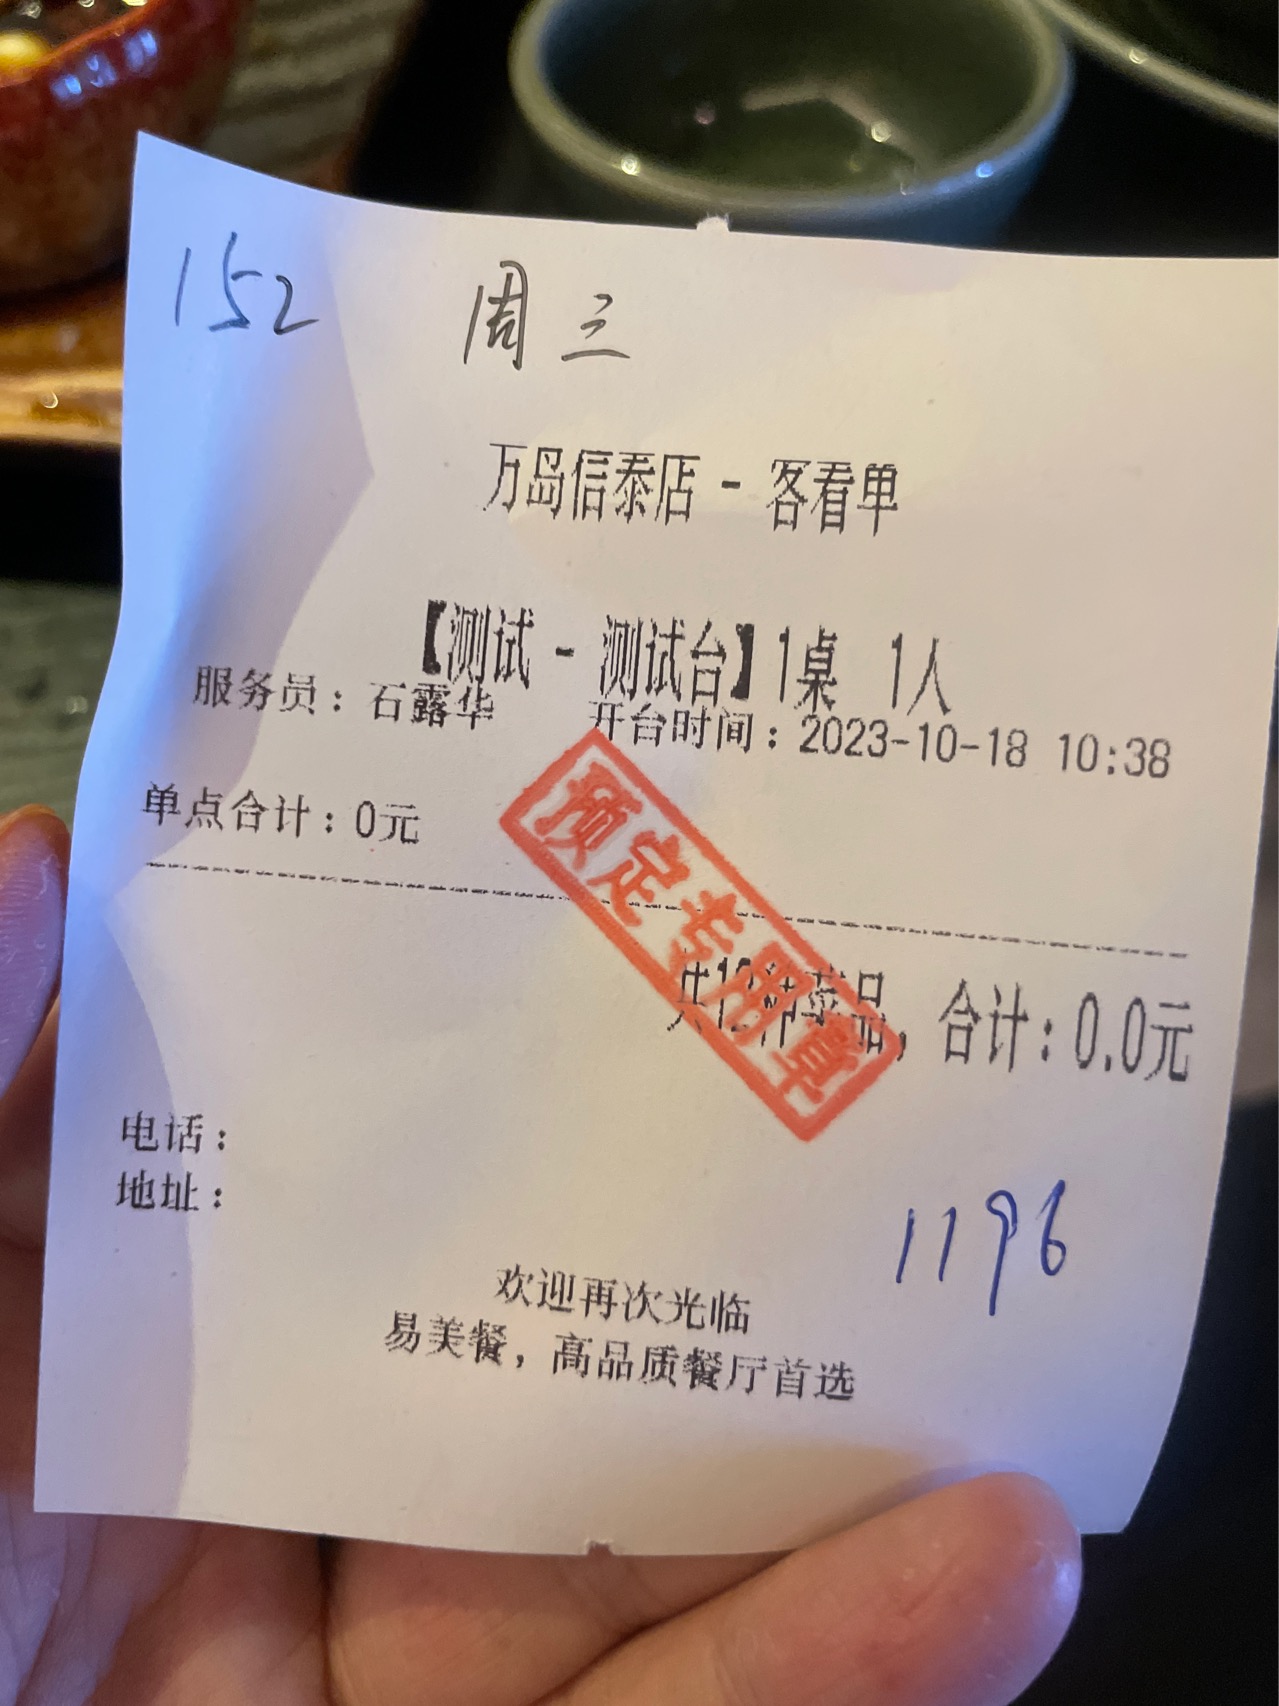 152 周三
万岛信泰店 - 客看单
【测试 - 测试台】1桌 1人
服务员：石露华 开台时间：2023-10-18 10:38
单点合计：0元
预定专用章
菜品，合计：0.0元
电话：
地址：
1196
欢迎再次光临
易美餐，高品质餐厅首选